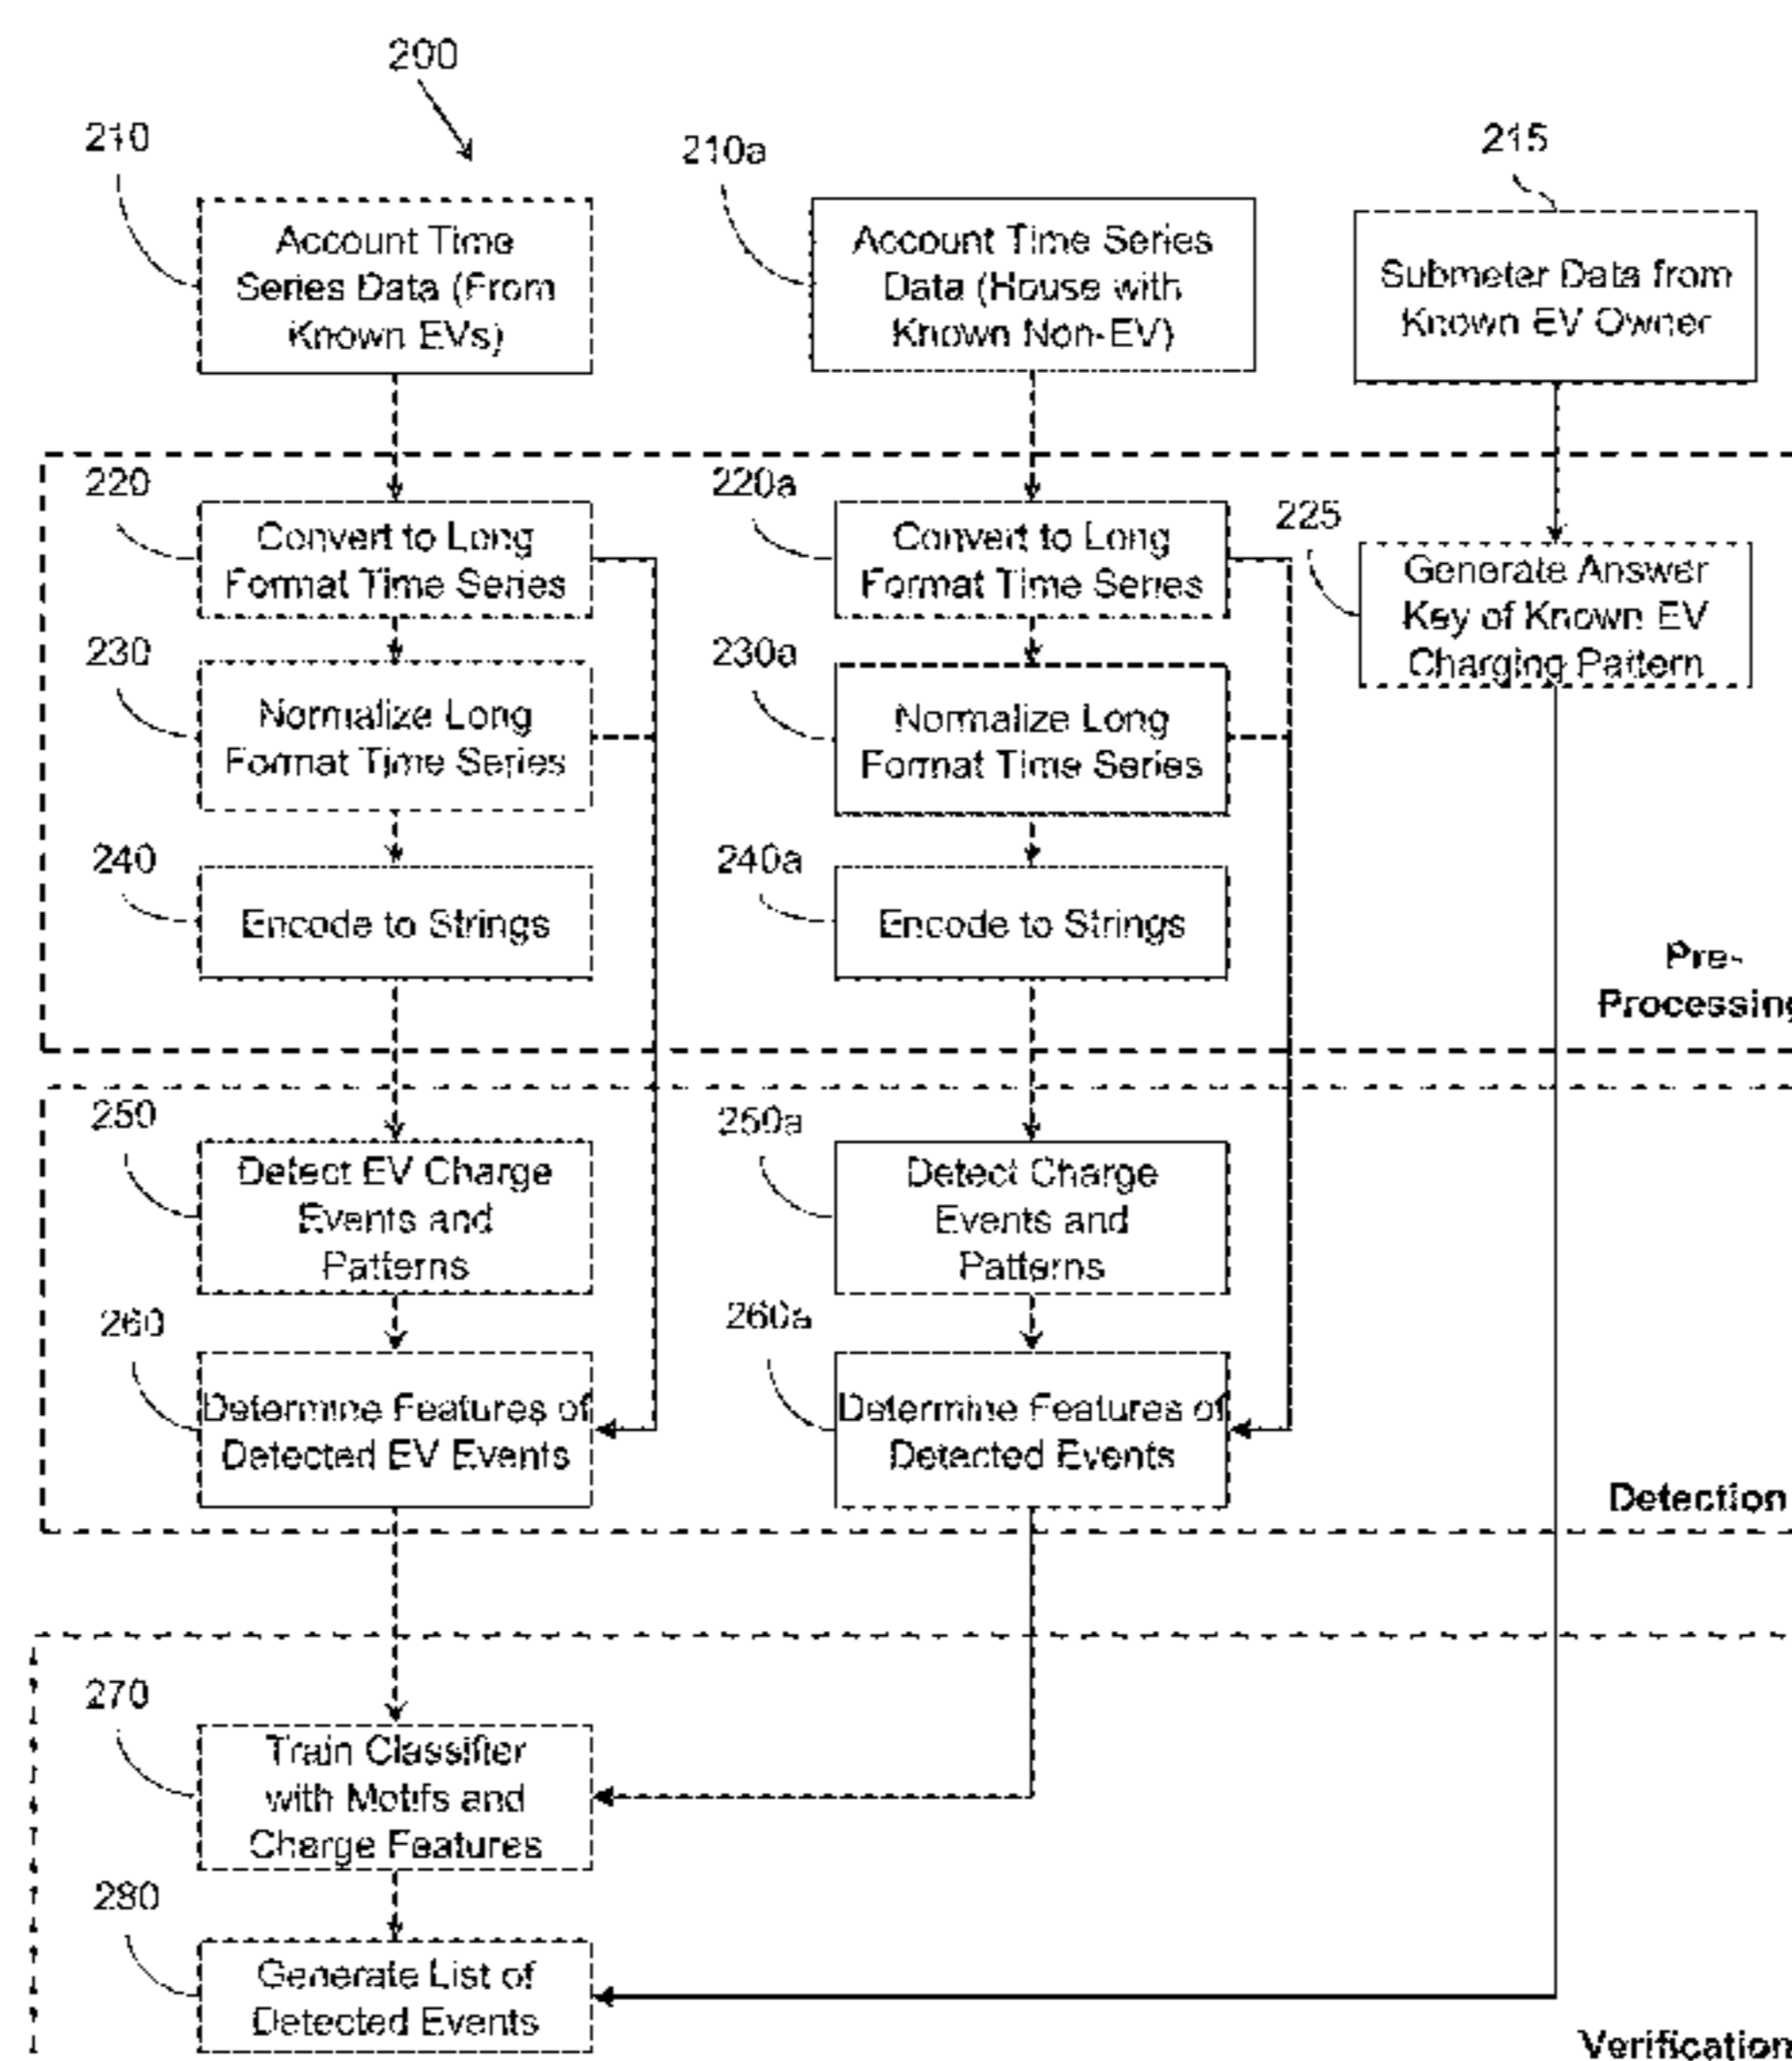 200
210
210a
215
Account Time
Series Data (From
Known EVs)
Account Time Series
Data (House with
Known Non-EV)
Submeter Data from
Known EV Owner
220
220a
225
Convert to Long
Format Time Series
Convert to Long
Format Time Series
Generate Answer
Key of Known EV
Charging Pattern
230
230a
Normalize Long
Format Time Series
Normalize Long
Format Time Series
240
240a
Encode to Strings
Encode to Strings
Pre-
Processing
250
250a
Detect EV Charge
Events and
Patterns
Detect Charge
Events and
Patterns
260
260a
Determine Features of
Detected EV Events
Determine Features of
Detected Events
Detection
270
Train Classifier
with Motifs and
Charge Features
280
Generate List of
Detected Events
Verification